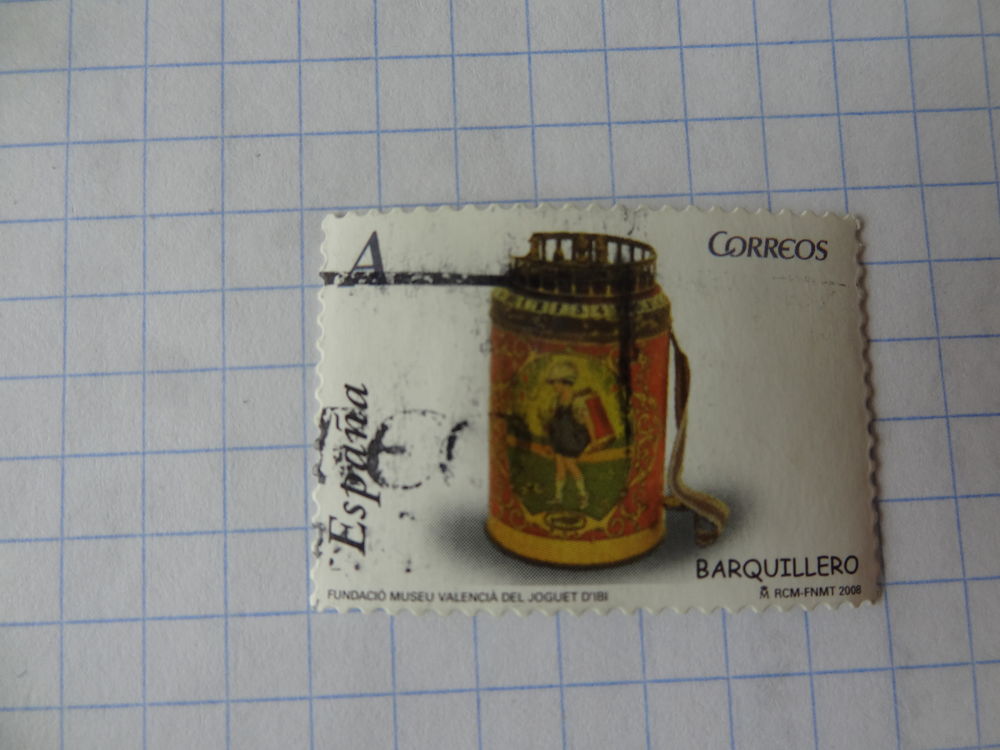 A
CORREOS
España
BARQUILLERO
FUNDACIÓ MUSEU VALENCIÀ DEL JOGUET D'IBI
RCM-FNMT 2008